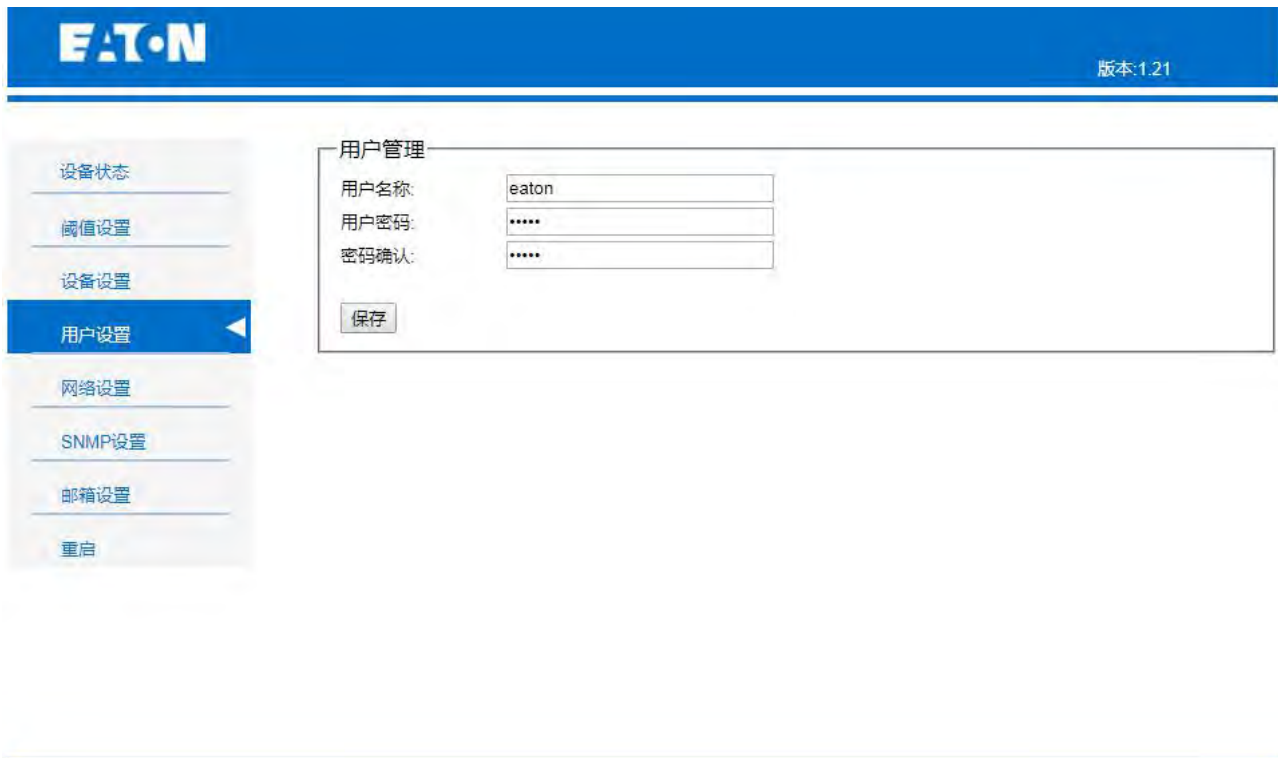 EATON
版本:1.21
设备状态
阈值设置
设备设置
用户设置
网络设置
SNMP设置
邮箱设置
重启
用户管理
用户名称: eaton
用户密码: •••••
密码确认: •••••
保存